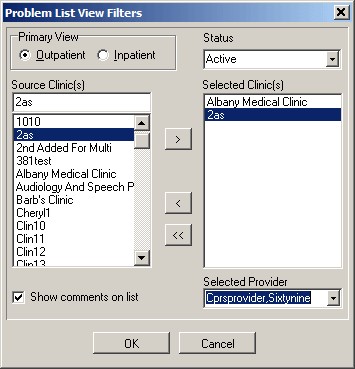 Problem List View Filters
Primary View
Outpatient Inpatient
Status
Active
Source Clinic(s)
2as
1010
2as
2nd Added For Multi
381test
Albany Medical Clinic
Audiology And Speech P
Barb's Clinic
Cheryl1
Clin10
Clin11
Clin12
Clin13
>
<
<<
Selected Clinic(s)
Albany Medical Clinic
2as
Show comments on list
Selected Provider
Cprsprovider,Sixtynine
OK
Cancel